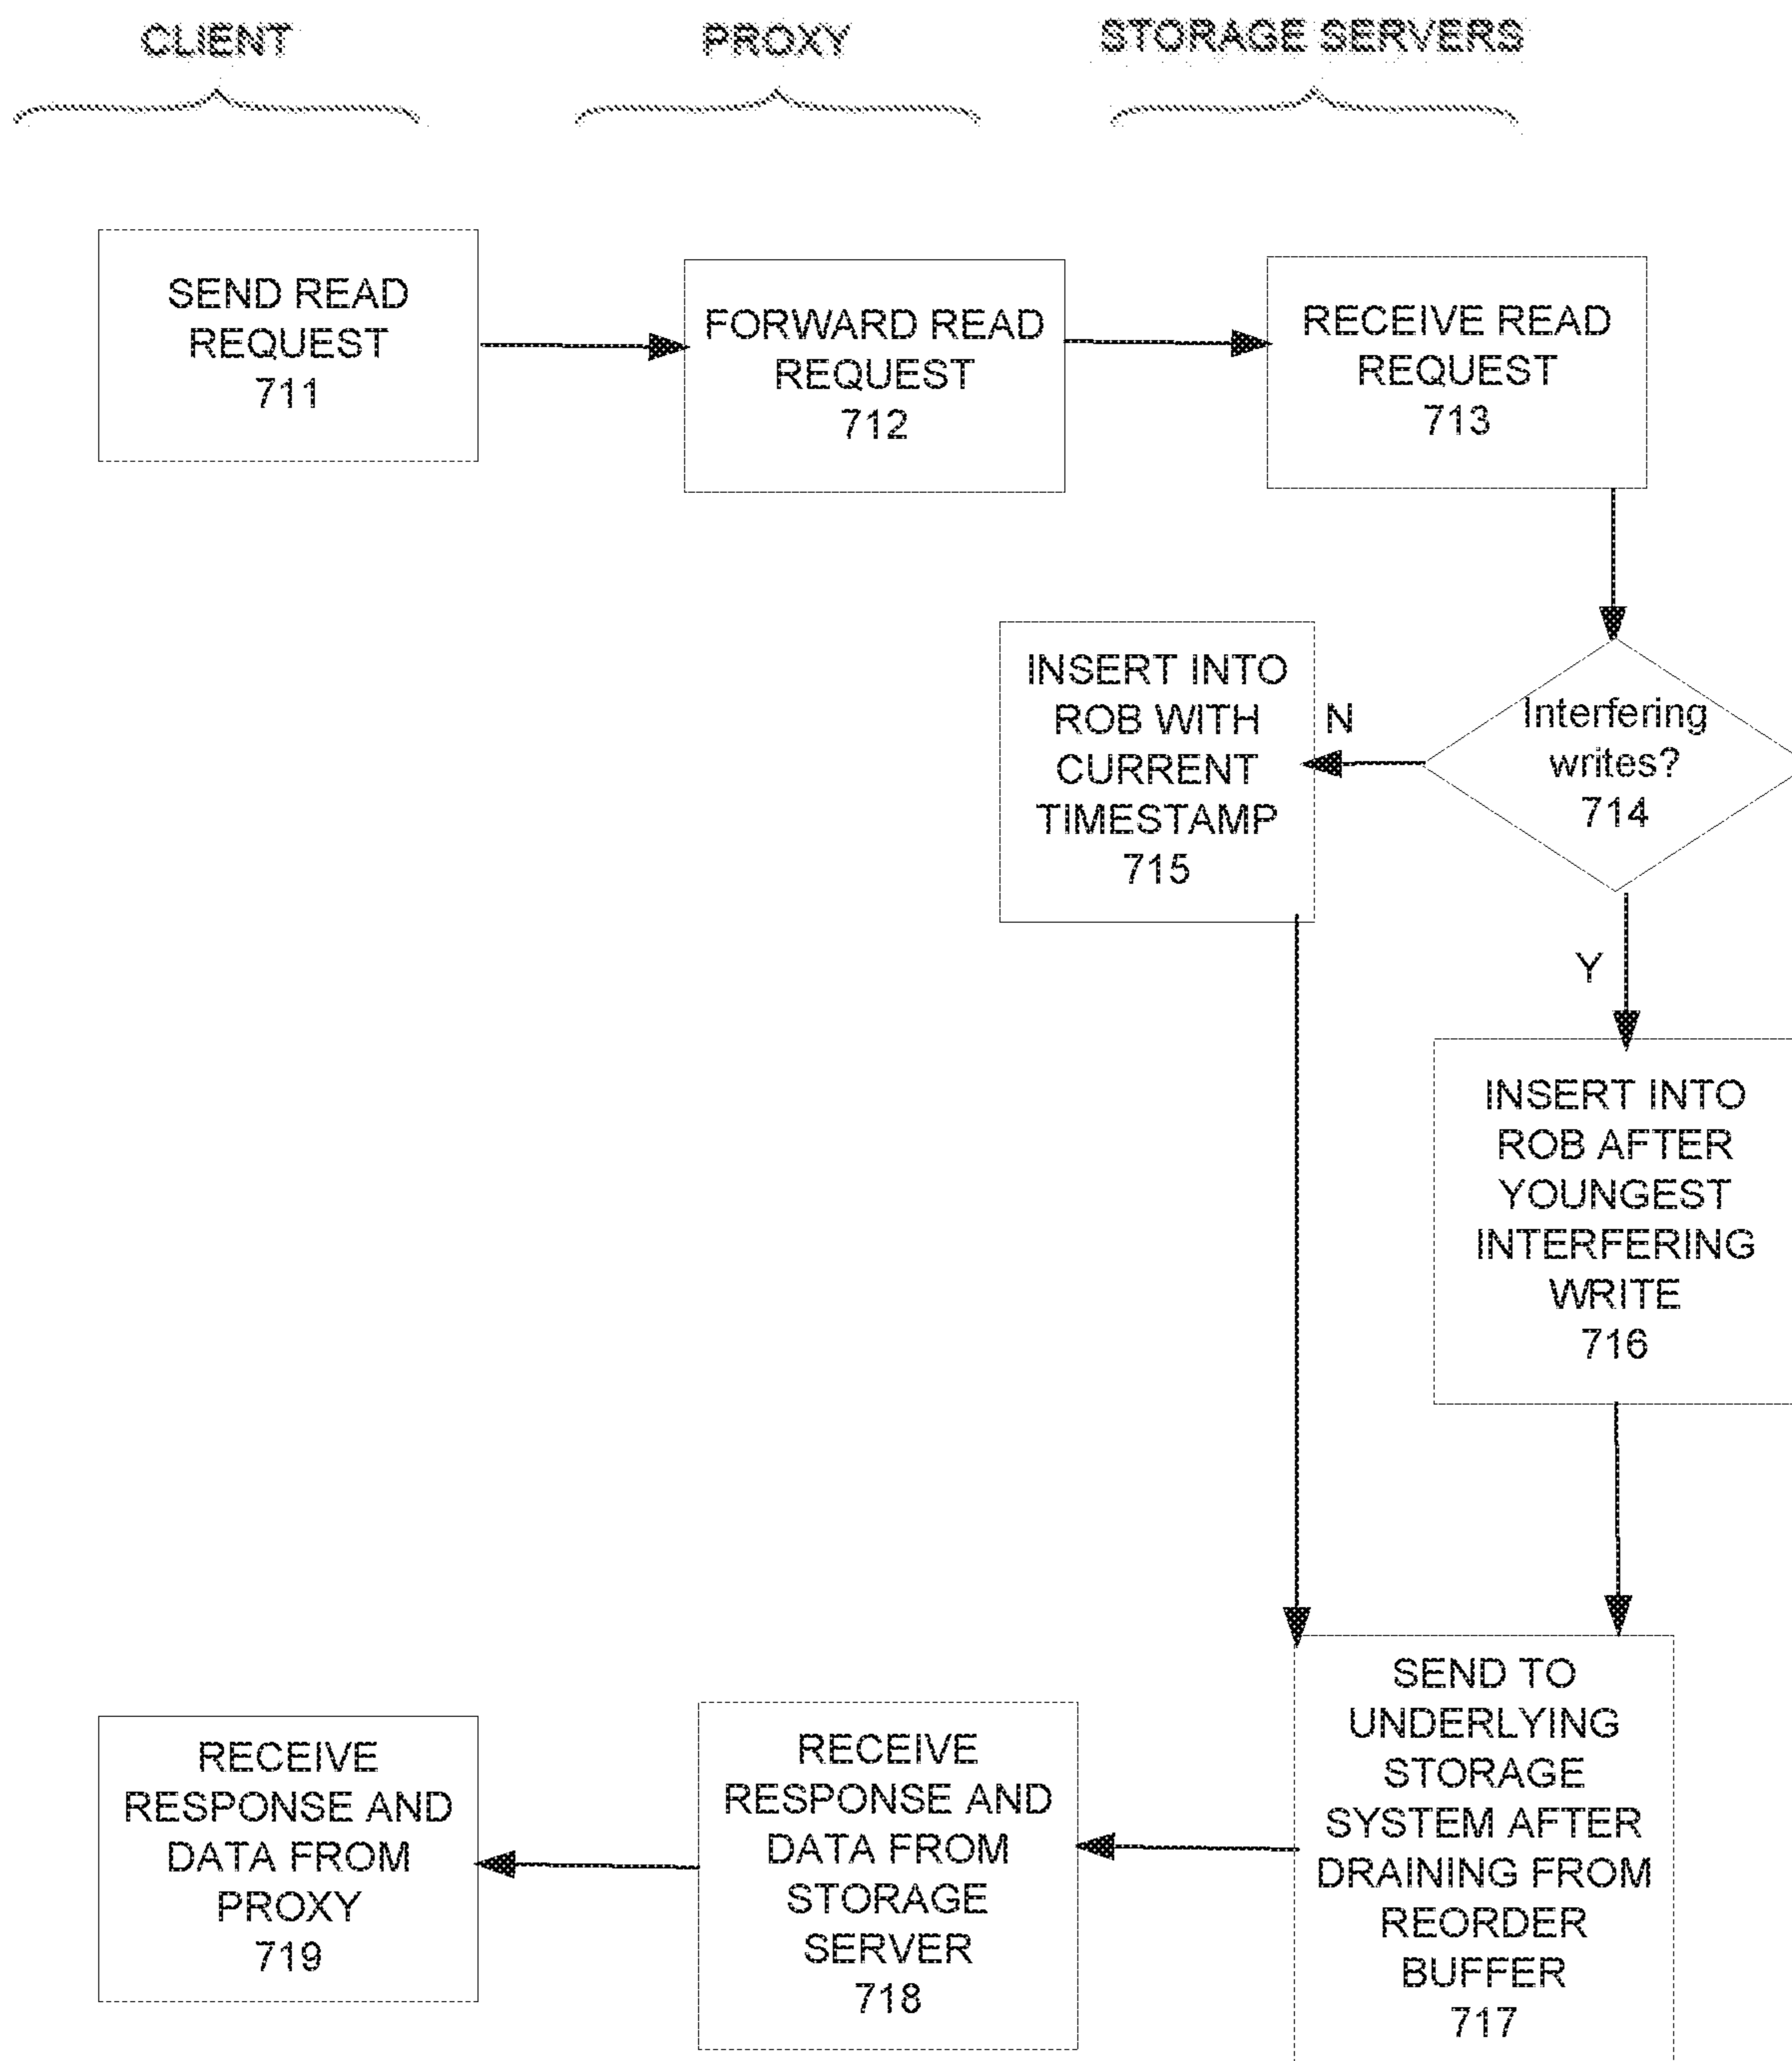 CLIENT
PROXY
STORAGE SERVERS
SEND READ
REQUEST
711
FORWARD READ
REQUEST
712
RECEIVE READ
REQUEST
713
INSERT INTO
ROB WITH
CURRENT
TIMESTAMP
715
N
Interfering
writes?
714
Y
INSERT INTO
ROB AFTER
YOUNGEST
INTERFERING
WRITE
716
RECEIVE
RESPONSE AND
DATA FROM
PROXY
719
RECEIVE
RESPONSE AND
DATA FROM
STORAGE
SERVER
718
SEND TO
UNDERLYING
STORAGE
SYSTEM AFTER
DRAINING FROM
REORDER
BUFFER
717